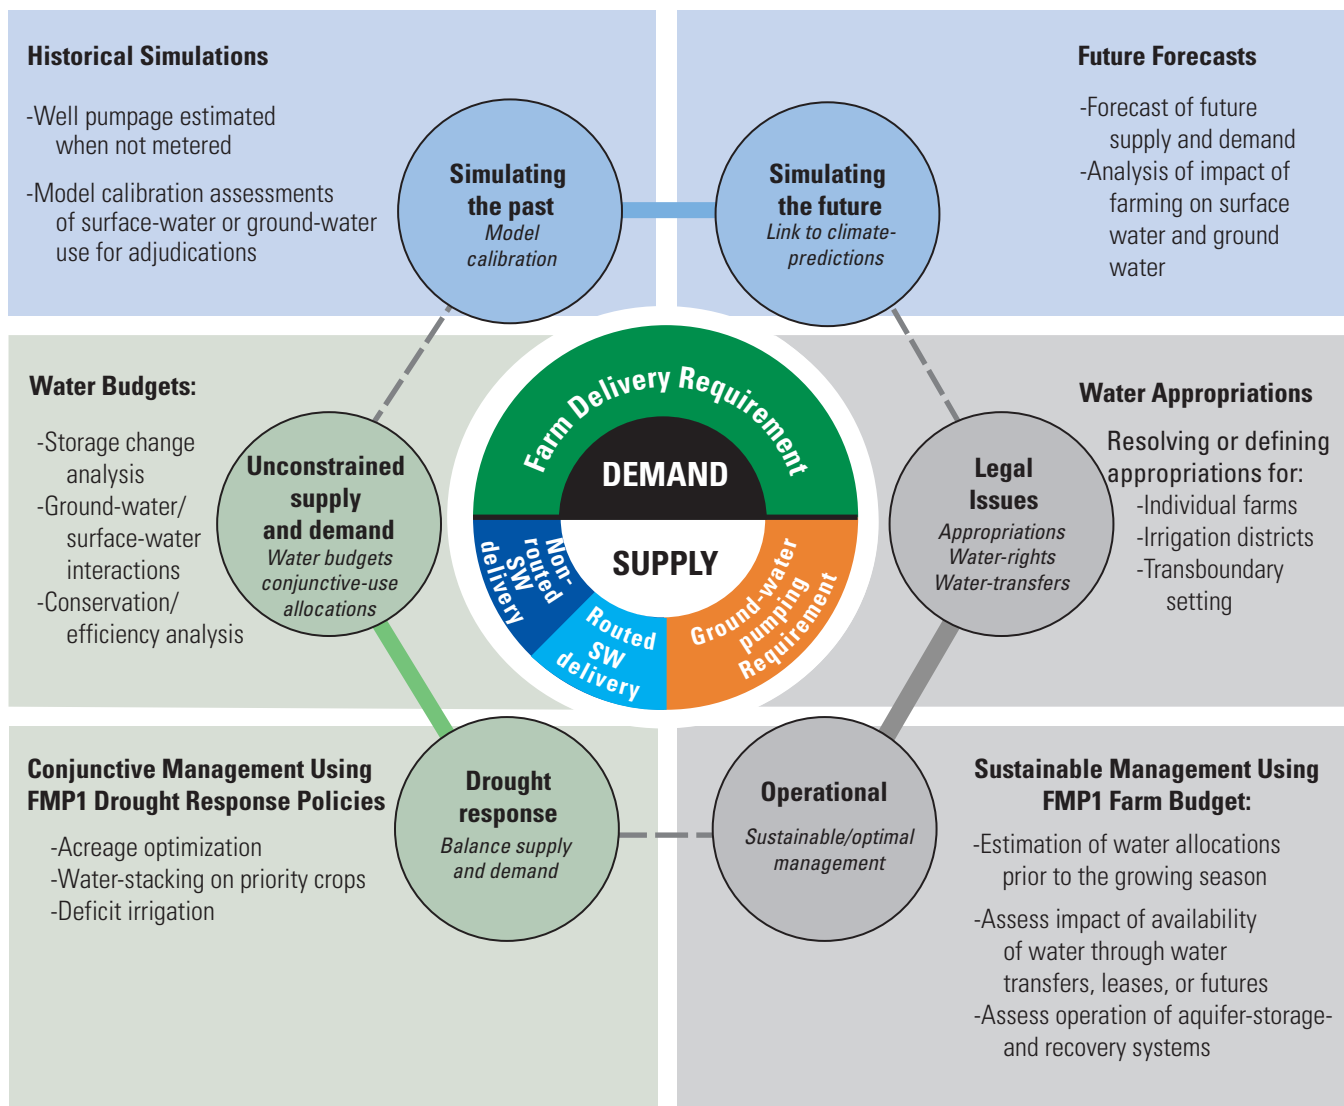 Historical Simulations
-Well pumpage estimated
when not metered
-Model calibration assessments
of surface-water or ground-water
use for adjudications
Simulating
the past
Model
calibration
Simulating
the future
Link to climate-
predictions
Future Forecasts
-Forecast of future
supply and demand
-Analysis of impact of
farming on surface
water and ground
water
Water Budgets:
-Storage change
analysis
-Ground-water/
surface-water
interactions
-Conservation/
efficiency analysis
Unconstrained
supply
and demand
Water budgets
conjunctive-use
allocations
Farm Delivery Requirement
DEMAND
SUPPLY
Non-
routed
SW
delivery
Routed
SW
delivery
Ground-water
pumping
Requirement
Legal
Issues
Appropriations
Water-rights
Water-transfers
Water Appropriations
Resolving or defining
appropriations for:
-Individual farms
-Irrigation districts
-Transboundary
setting
Conjunctive Management Using
FMP1 Drought Response Policies
-Acreage optimization
-Water-stacking on priority crops
-Deficit irrigation
Drought
response
Balance supply
and demand
Operational
Sustainable/optimal
management
Sustainable Management Using
FMP1 Farm Budget:
-Estimation of water allocations
prior to the growing season
-Assess impact of availability
of water through water
transfers, leases, or futures
-Assess operation of aquifer-storage-
and recovery systems